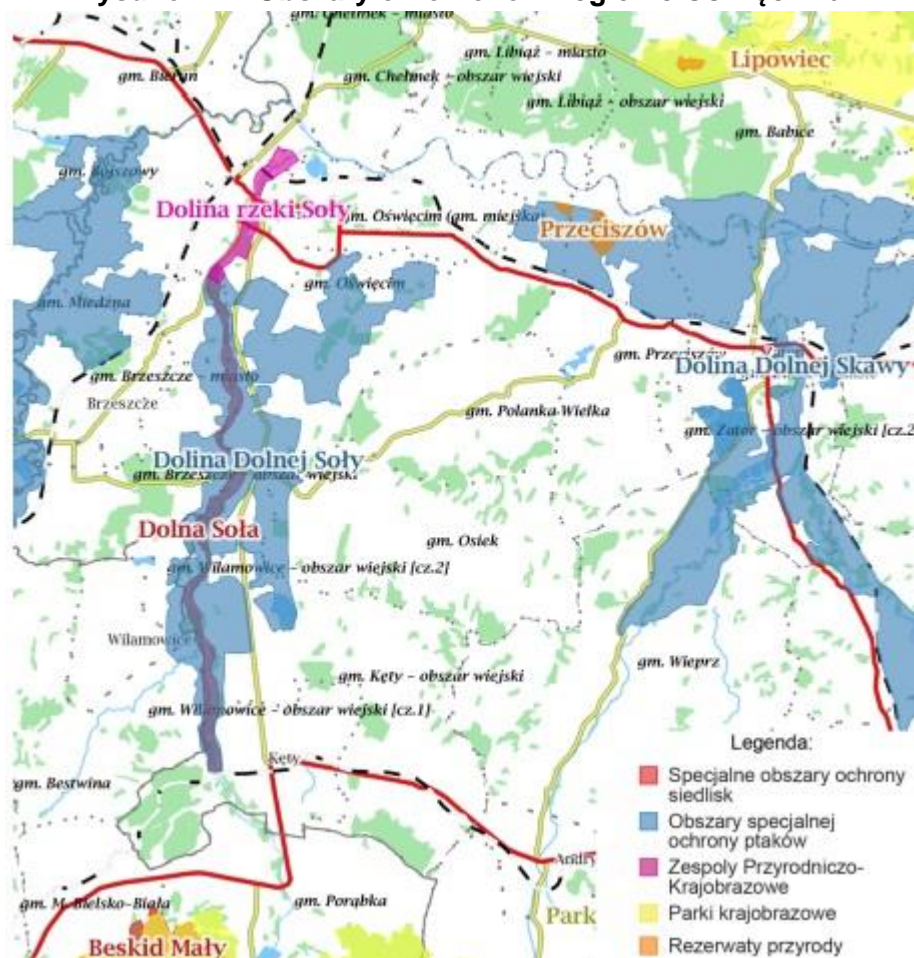 gm. Chełmek – miasto
gm. Libiąż – miasto
Lipowiec
gm. Bieruń
gm. Chełmek – obszar wiejski
gm. Libiąż – obszar wiejski
gm. Babice
gm. Bojszowy
Dolina rzeki Soły
gm. Oświęcim (gm. miejska)
Przeciszów
gm. Oświęcim
gm. Miedźna
gm. Przeciszów
Dolina Dolnej Skawy
gm. Brzeszcze – miasto
Brzeszcze
gm. Polanka Wielka
gm. Zator – obszar wiejski [cz.2
Dolina Dolnej Soły
gm. Brzeszcze – obszar wiejski
Dolna Soła
gm. Osiek
gm. Wilamowice – obszar wiejski [cz.2]
Wilamowice
gm. Wieprz
gm. Kęty – obszar wiejski
gm. Wilamowice – obszar wiejski [cz.1]
Kęty
gm. Bestwina
Andry
gm. M. Bielsko–Biała
gm. Porąbka
Park
Beskid Mały
Legenda:
Specjalne obszary ochrony
siedlisk
Obszary specjalnej
ochrony ptaków
Zespoły Przyrodniczo-
Krajobrazowe
Parki krajobrazowe
Rezerwaty przyrody